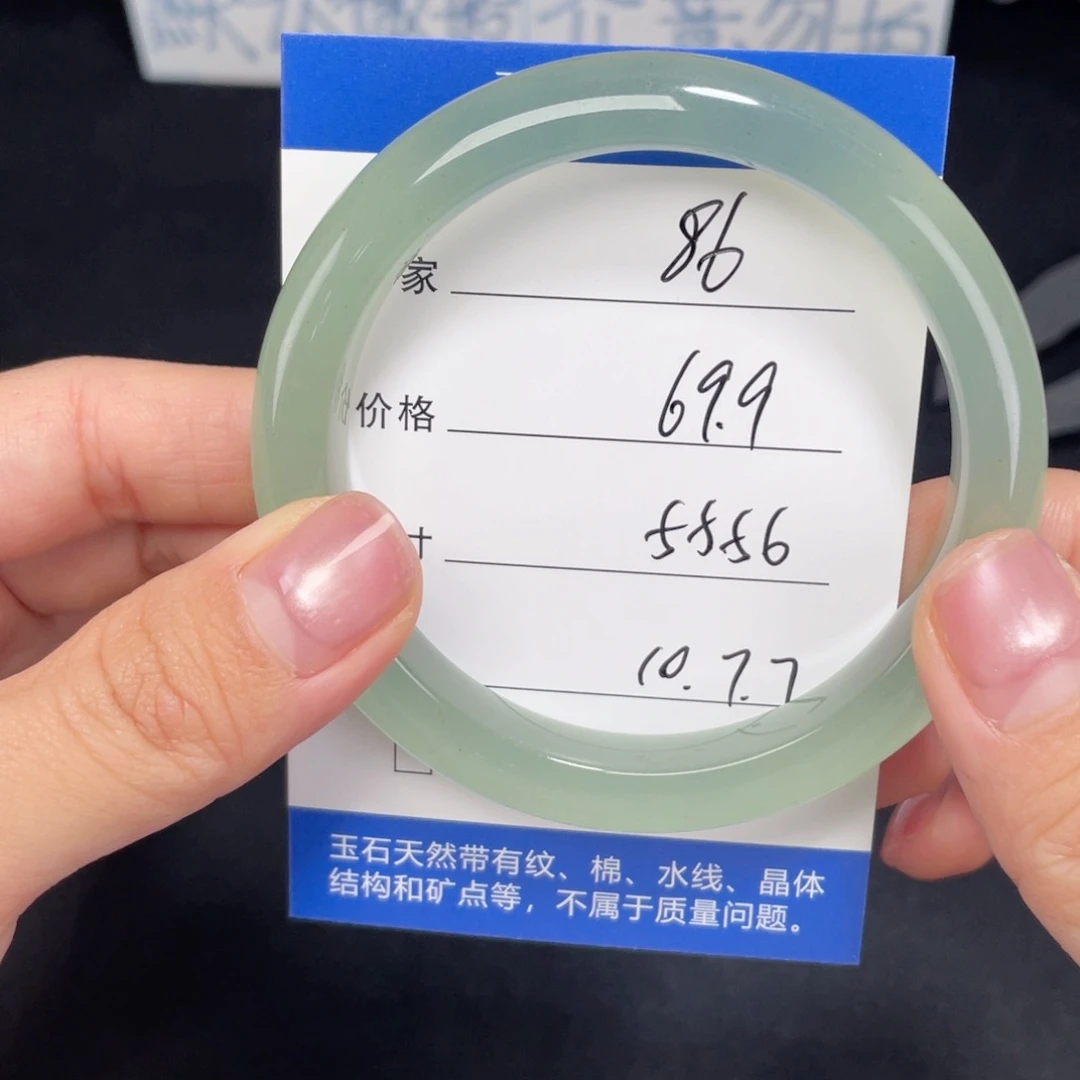 家 86
价格 69.9
寸 5556
10.7.7
玉石天然带有纹、棉、水线、晶体
结构和矿点等，不属于质量问题。